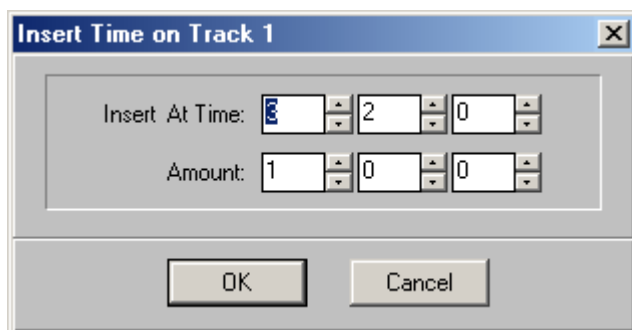 Insert Time on Track 1
Insert At Time: 3 2 0
Amount: 1 0 0
OK Cancel